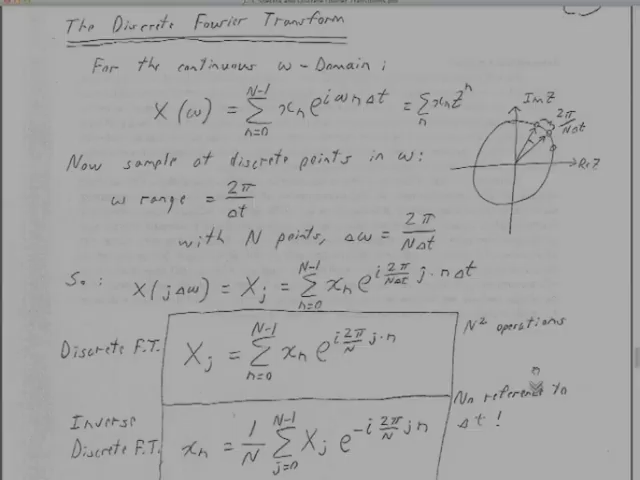 The Discrete Fourier Transform
For the continuous ω-Domain:
X(ω) = Σ_{n=0}^{N-1} x_n e^{iωnΔt} = Σ_n x_n Z^n
Im Z
2π/NΔt
Re Z
Now sample at discrete points in ω:
ω range = 2π/Δt
with N points, Δω = 2π/NΔt
So: X(jΔω) = X_j = Σ_{n=0}^{N-1} x_n e^{i 2π/NΔt j·nΔt}
Discrete F.T. X_j = Σ_{n=0}^{N-1} x_n e^{i 2π/N j·n}
N² operations
No reference to
Δt!
Inverse
Discrete F.T. x_n = 1/N Σ_{j=0}^{N-1} X_j e^{-i 2π/N jn}